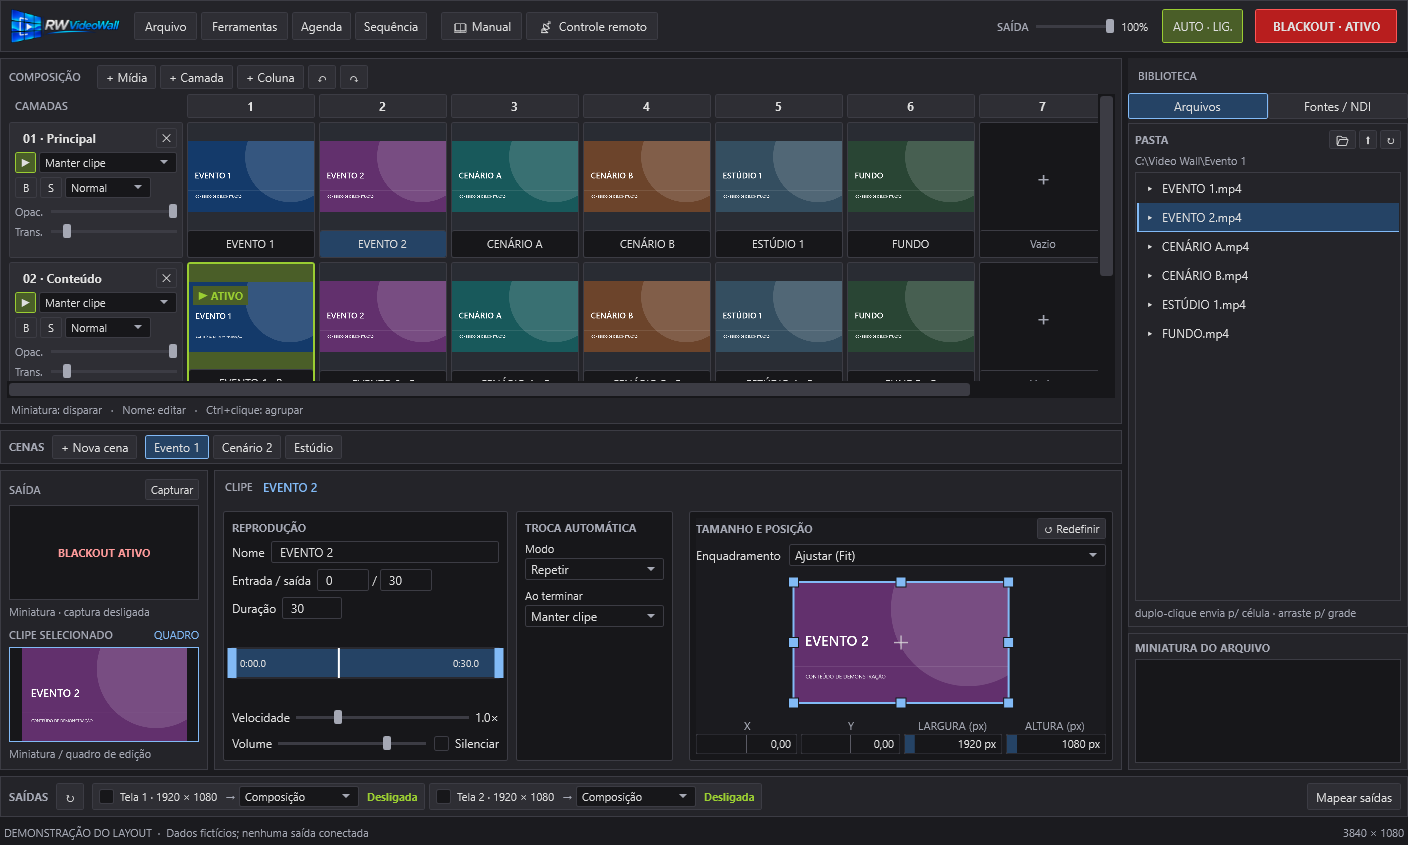 RW VideoWall
Arquivo
Ferramentas
Agenda
Sequência
Manual
Controle remoto
SAÍDA
100%
AUTO · LIG.
BLACKOUT · ATIVO
COMPOSIÇÃO
+ Mídia
+ Camada
+ Coluna
CAMADAS
1
2
3
4
5
6
7
01 · Principal
Manter clipe
B
S
Normal
Opac.
Trans.
EVENTO 1
EVENTO 2
CENÁRIO A
CENÁRIO B
ESTÚDIO 1
FUNDO
+
EVENTO 1
EVENTO 2
CENÁRIO A
CENÁRIO B
ESTÚDIO 1
FUNDO
Vazio
02 · Conteúdo
Manter clipe
B
S
Normal
Opac.
Trans.
ATIVO
EVENTO 1
EVENTO 2
CENÁRIO A
CENÁRIO B
ESTÚDIO 1
FUNDO
+
Miniatura: disparar · Nome: editar · Ctrl+clique: agrupar
CENAS
+ Nova cena
Evento 1
Cenário 2
Estúdio
SAÍDA
Capturar
BLACKOUT ATIVO
Miniatura · captura desligada
CLIPE SELECIONADO
QUADRO
EVENTO 2
CONTEÚDO DE DEMONSTRAÇÃO
Miniatura / quadro de edição
CLIPE EVENTO 2
REPRODUÇÃO
Nome EVENTO 2
Entrada / saída 0 / 30
Duração 30
0:00.0
0:30.0
Velocidade
1.0×
Volume
Silenciar
TROCA AUTOMÁTICA
Modo
Repetir
Ao terminar
Manter clipe
TAMANHO E POSIÇÃO
Redefinir
Enquadramento Ajustar (Fit)
EVENTO 2
CONTEÚDO DE DEMONSTRAÇÃO
X
Y
LARGURA (px)
ALTURA (px)
0,00
0,00
1920 px
1080 px
BIBLIOTECA
Arquivos
Fontes / NDI
PASTA
C:\Video Wall\Evento 1
EVENTO 1.mp4
EVENTO 2.mp4
CENÁRIO A.mp4
CENÁRIO B.mp4
ESTÚDIO 1.mp4
FUNDO.mp4
duplo-clique envia p/ célula · arraste p/ grade
MINIATURA DO ARQUIVO
SAÍDAS
Tela 1 · 1920 × 1080 → Composição Desligada
Tela 2 · 1920 × 1080 → Composição Desligada
Mapear saídas
DEMONSTRAÇÃO DO LAYOUT · Dados fictícios; nenhuma saída conectada
3840 × 1080